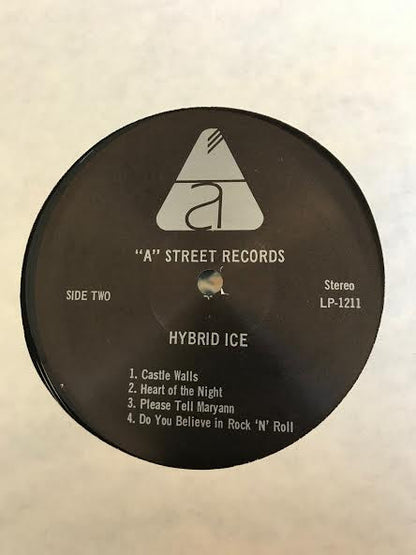 a
"A" STREET RECORDS
SIDE TWO
Stereo
LP-1211
HYBRID ICE
1. Castle Walls
2. Heart of the Night
3. Please Tell Maryann
4. Do You Believe in Rock 'N' Roll